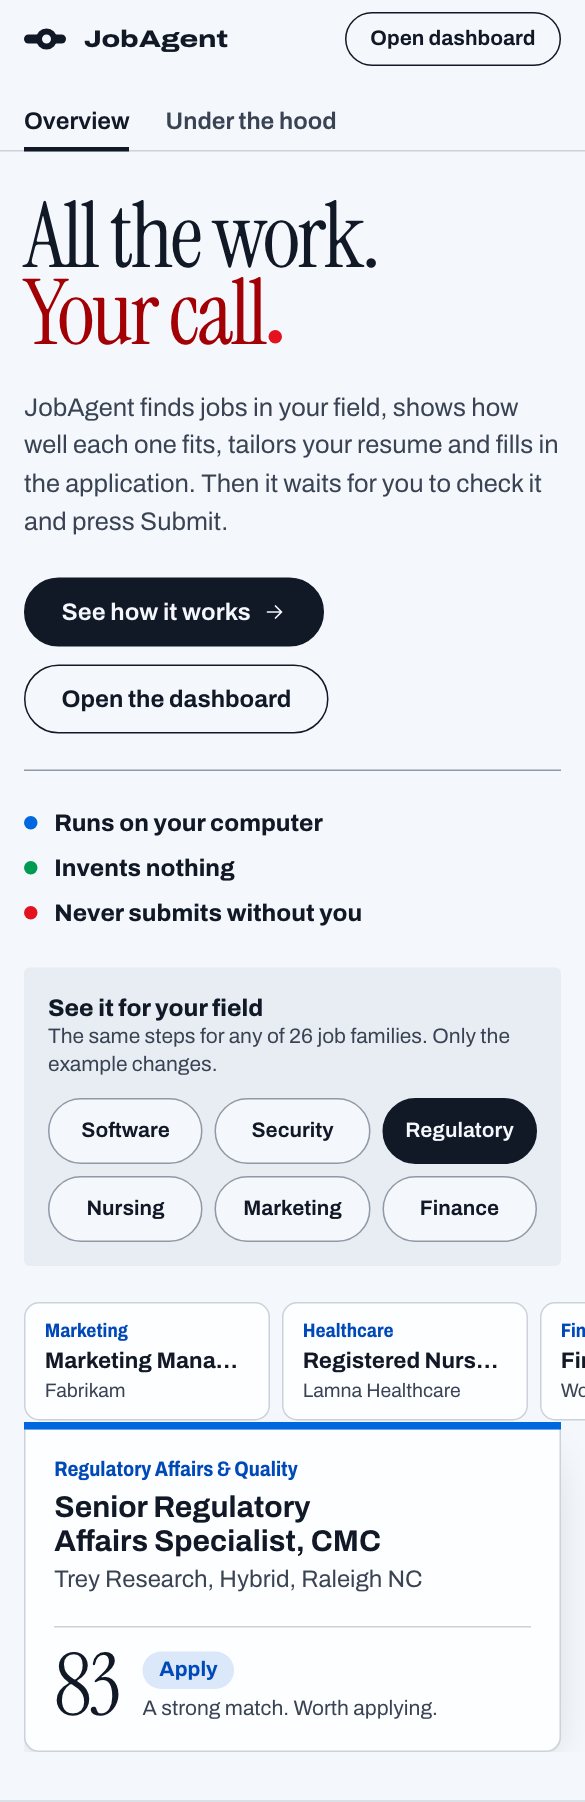 JobAgent
Open dashboard
Overview
Under the hood
All the work.
Your call.
JobAgent finds jobs in your field, shows how
well each one fits, tailors your resume and fills in
the application. Then it waits for you to check it
and press Submit.
See how it works →
Open the dashboard
Runs on your computer
Invents nothing
Never submits without you
See it for your field
The same steps for any of 26 job families. Only the
example changes.
Software
Security
Regulatory
Nursing
Marketing
Finance
Marketing
Marketing Mana...
Fabrikam
Healthcare
Registered Nurs...
Lamna Healthcare
Fin
Fin
Wo
Regulatory Affairs & Quality
Senior Regulatory
Affairs Specialist, CMC
Trey Research, Hybrid, Raleigh NC
83
Apply
A strong match. Worth applying.